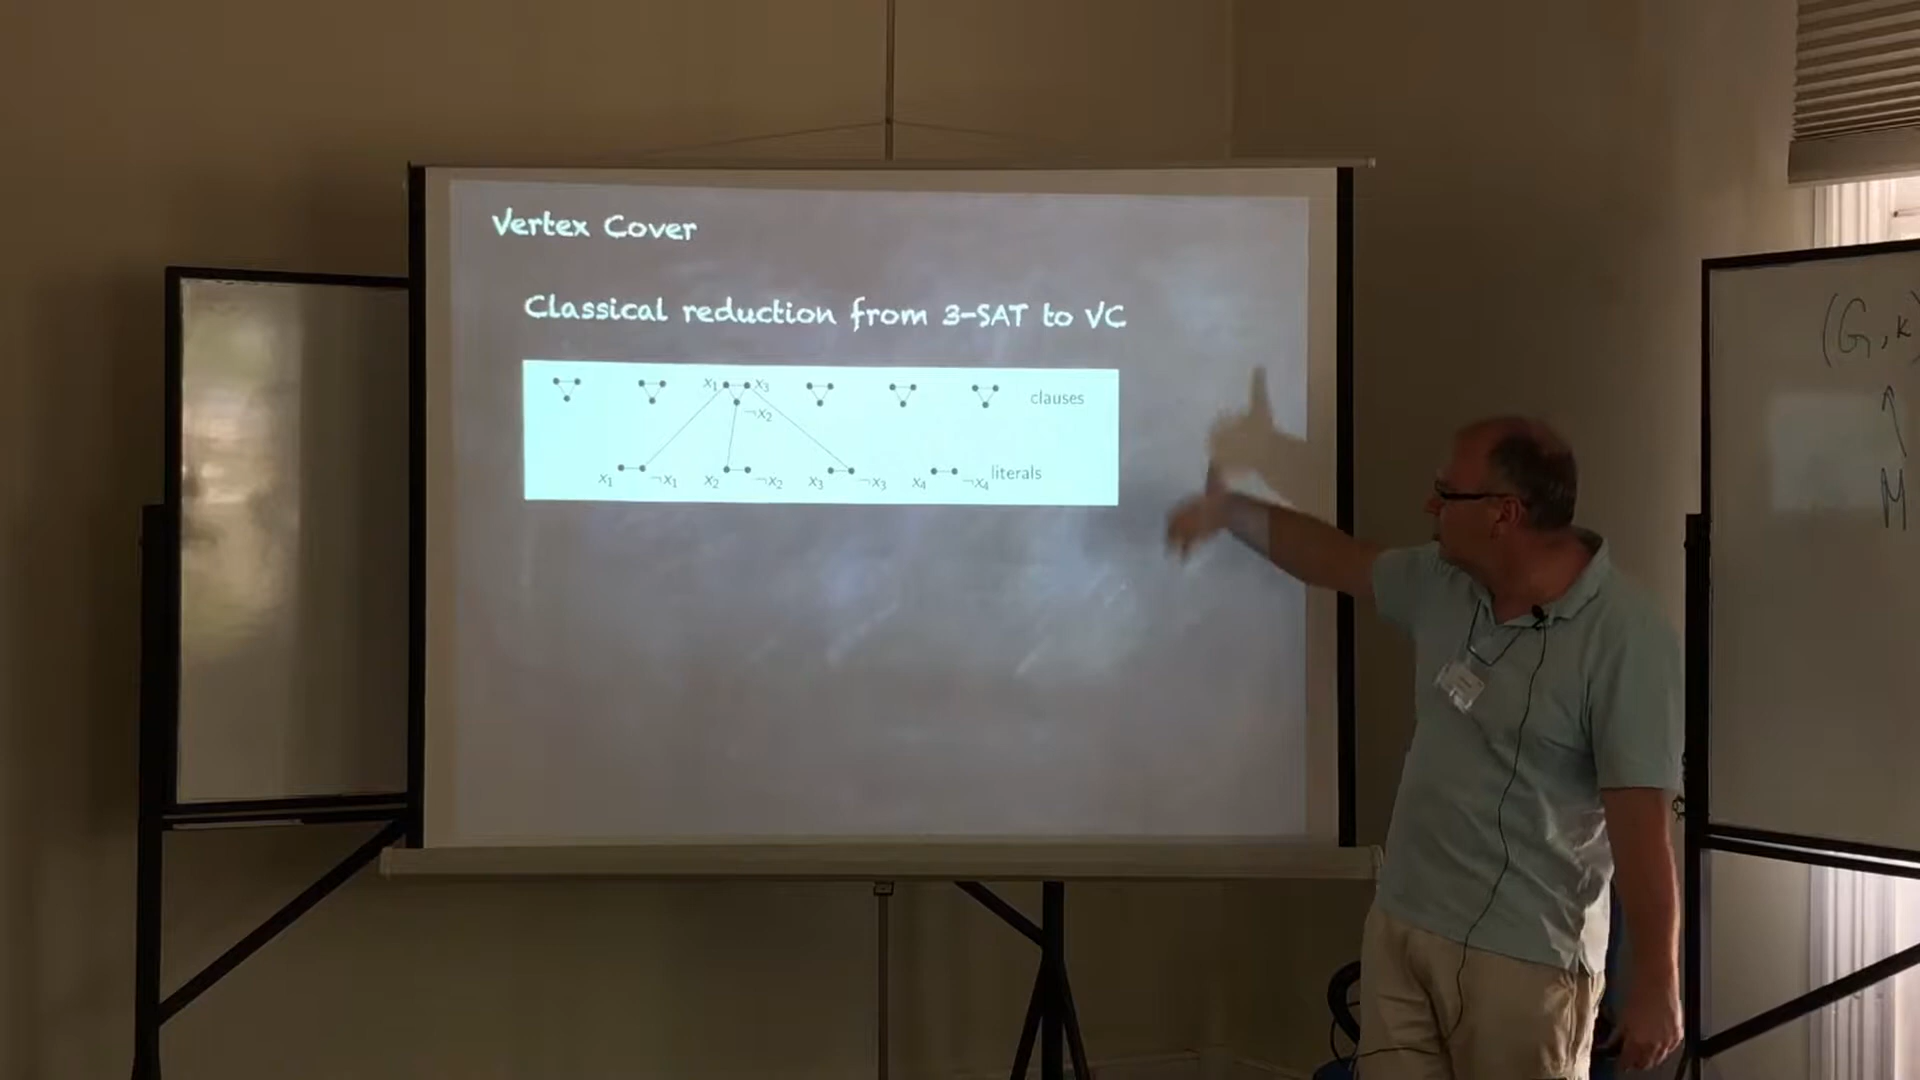 Vertex Cover
Classical reduction from 3-SAT to VC
x₁ x₃ clauses
¬x₂
x₁ ¬x₁ x₂ ¬x₂ x₃ ¬x₃ x₄ ¬x₄ literals
(G, k
↑
M